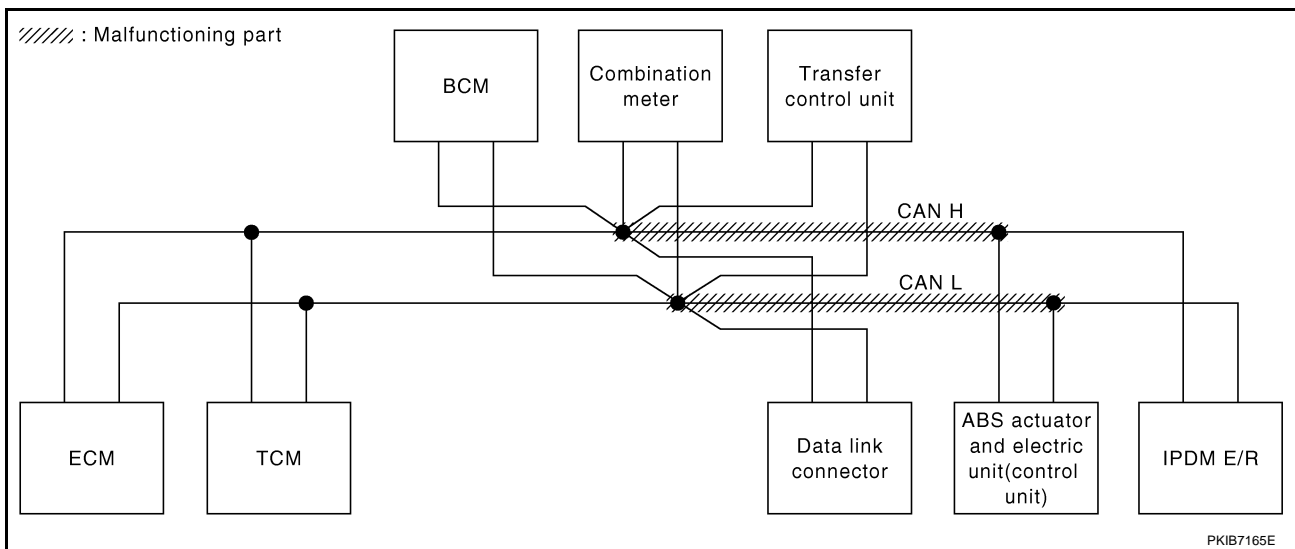 : Malfunctioning part
BCM
Combination
meter
Transfer
control unit
CAN H
CAN L
ECM
TCM
Data link
connector
ABS actuator
and electric
unit(control
unit)
IPDM E/R
PKIB7165E